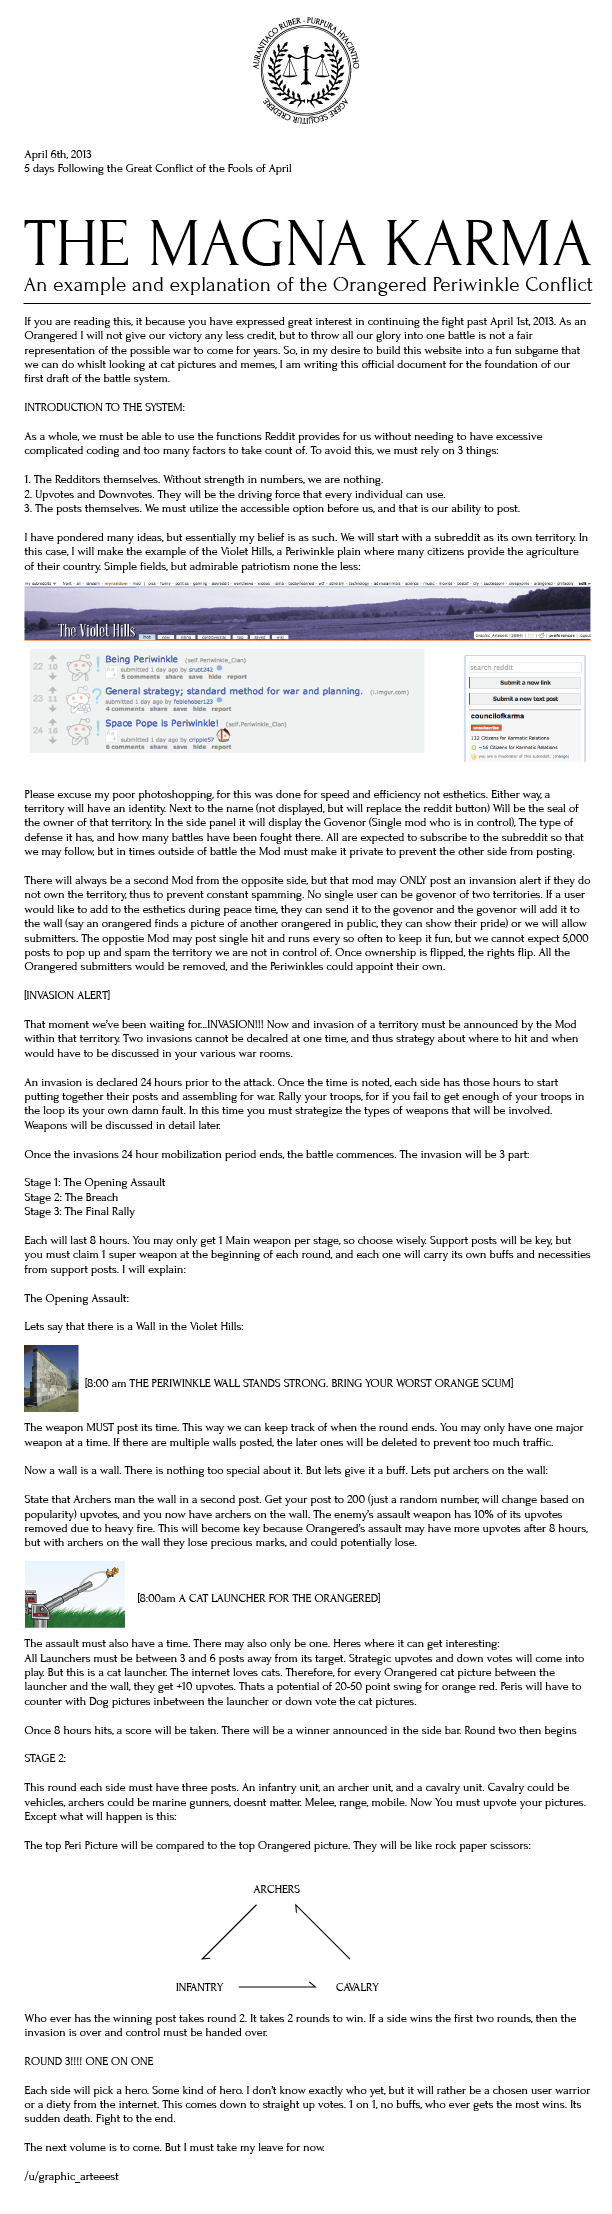 AURANTIACO RUBER - PURPURA HYACINTHO
AGERE SEQUITUR CREDERE
April 6th, 2013
5 days Following the Great Conflict of the Fools of April
THE MAGNA KARMA
An example and explanation of the Orangered Periwinkle Conflict
If you are reading this, it because you have expressed great interest in continuing the fight past April 1st, 2013. As an
Orangered I will not give our victory any less credit, but to throw all our glory into one battle is not a fair
representation of the possible war to come for years. So, in my desire to build this website into a fun subgame that
we can do whislt looking at cat pictures and memes, I am writing this official document for the foundation of our
first draft of the battle system.
INTRODUCTION TO THE SYSTEM:
As a whole, we must be able to use the functions Reddit provides for us without needing to have excessive
complicated coding and too many factors to take count of. To avoid this, we must rely on 3 things:
1. The Redditors themselves. Without strength in numbers, we are nothing.
2. Upvotes and Downvotes. They will be the driving force that every individual can use.
3. The posts themselves. We must utilize the accessible option before us, and that is our ability to post.
I have pondered many ideas, but essentially my belief is as such. We will start with a subreddit as its own territory. In
this case, I will make the example of the Violet Hills, a Periwinkle plain where many citizens provide the agriculture
of their country. Simple fields, but admirable patriotism none the less:
my subreddits front - all - random - myrandom - mod | pics - funny - politics - gaming - askreddit - worldnews - videos - iama - todayilearned - wtf - atheism - technology - adviceanimals - science - music - movies - bestof - city - edit
The Violet Hills
hot new rising controversial top saved wiki
Graphic_Arteeest preferences | logout
22 10 Being Periwinkle (self.Periwinkle_Clan)
submitted 1 day ago by srubt242
5 comments share save hide report
23 11 General strategy; standard method for war and planning. (i.imgur.com)
submitted 1 day ago by feblehober123
4 comments share save hide report
24 16 Space Pope is Periwinkle! (self.Periwinkle_Clan)
submitted 1 day ago by cripple57
6 comments share save hide report
search reddit
Submit a new link
Submit a new text post
councilofkarma
unsubscribe
132 Citizens for Karmatic Relations
~16 Citizens for Karmatic Relations
you are a moderator of this subreddit. (change)
Please excuse my poor photoshopping, for this was done for speed and efficiency not esthetics. Either way, a
territory will have an identity. Next to the name (not displayed, but will replace the reddit button) Will be the seal of
the owner of that territory. In the side panel it will display the Govenor (Single mod who is in control), The type of
defense it has, and how many battles have been fought there. All are expected to subscribe to the subreddit so that
we may follow, but in times outside of battle the Mod must make it private to prevent the other side from posting.
There will always be a second Mod from the opposite side, but that mod may ONLY post an invansion alert if they do
not own the territory, thus to prevent constant spamming. No single user can be govenor of two territories. If a user
would like to add to the esthetics during peace time, they can send it to the govenor and the govenor will add it to
the wall (say an orangered finds a picture of another orangered in public, they can show their pride) or we will allow
submitters. The oppostie Mod may post single hit and runs every so often to keep it fun, but we cannot expect 5,000
posts to pop up and spam the territory we are not in control of. Once ownership is flipped, the rights flip. All the
Orangered submitters would be removed, and the Periwinkles could appoint their own.
[INVASION ALERT]
That moment we've been waiting for...INVASION!!! Now and invasion of a territory must be announced by the Mod
within that territory. Two invasions cannot be decalred at one time, and thus strategy about where to hit and when
would have to be discussed in your various war rooms.
An invasion is declared 24 hours prior to the attack. Once the time is noted, each side has those hours to start
putting together their posts and assembling for war. Rally your troops, for if you fail to get enough of your troops in
the loop its your own damn fault. In this time you must strategize the types of weapons that will be involved.
Weapons will be discussed in detail later.
Once the invasions 24 hour mobilization period ends, the battle commences. The invasion will be 3 part:
Stage 1: The Opening Assault
Stage 2: The Breach
Stage 3: The Final Rally
Each will last 8 hours. You may only get 1 Main weapon per stage, so choose wisely. Support posts will be key, but
you must claim 1 super weapon at the beginning of each round, and each one will carry its own buffs and necessities
from support posts. I will explain:
The Opening Assault:
Lets say that there is a Wall in the Violet Hills:
[8:00 am THE PERIWINKLE WALL STANDS STRONG. BRING YOUR WORST ORANGE SCUM]
The weapon MUST post its time. This way we can keep track of when the round ends. You may only have one major
weapon at a time. If there are multiple walls posted, the later ones will be deleted to prevent too much traffic.
Now a wall is a wall. There is nothing too special about it. But lets give it a buff. Lets put archers on the wall:
State that Archers man the wall in a second post. Get your post to 200 (just a random number, will change based on
popularity) upvotes, and you now have archers on the wall. The enemy's assault weapon has 10% of its upvotes
removed due to heavy fire. This will become key because Orangered's assault may have more upvotes after 8 hours,
but with archers on the wall they lose precious marks, and could potentially lose.
[8:00am A CAT LAUNCHER FOR THE ORANGERED]
The assault must also have a time. There may also only be one. Heres where it can get interesting:
All Launchers must be between 3 and 6 posts away from its target. Strategic upvotes and down votes will come into
play. But this is a cat launcher. The internet loves cats. Therefore, for every Orangered cat picture between the
launcher and the wall, they get +10 upvotes. Thats a potential of 20-50 point swing for orange red. Peris will have to
counter with Dog pictures inbetween the launcher or down vote the cat pictures.
Once 8 hours hits, a score will be taken. There will be a winner announced in the side bar. Round two then begins
STAGE 2:
This round each side must have three posts. An infantry unit, an archer unit, and a cavalry unit. Cavalry could be
vehicles, archers could be marine gunners, doesnt matter. Melee, range, mobile. Now You must upvote your pictures.
Except what will happen is this:
The top Peri Picture will be compared to the top Orangered picture. They will be like rock paper scissors:
ARCHERS
INFANTRY CAVALRY
Who ever has the winning post takes round 2. It takes 2 rounds to win. If a side wins the first two rounds, then the
invasion is over and control must be handed over.
ROUND 3!!!! ONE ON ONE
Each side will pick a hero. Some kind of hero. I don't know exactly who yet, but it will rather be a chosen user warrior
or a diety from the internet. This comes down to straight up votes. 1 on 1, no buffs, who ever gets the most wins. Its
sudden death. Fight to the end.
The next volume is to come. But I must take my leave for now.
/u/graphic_arteeest